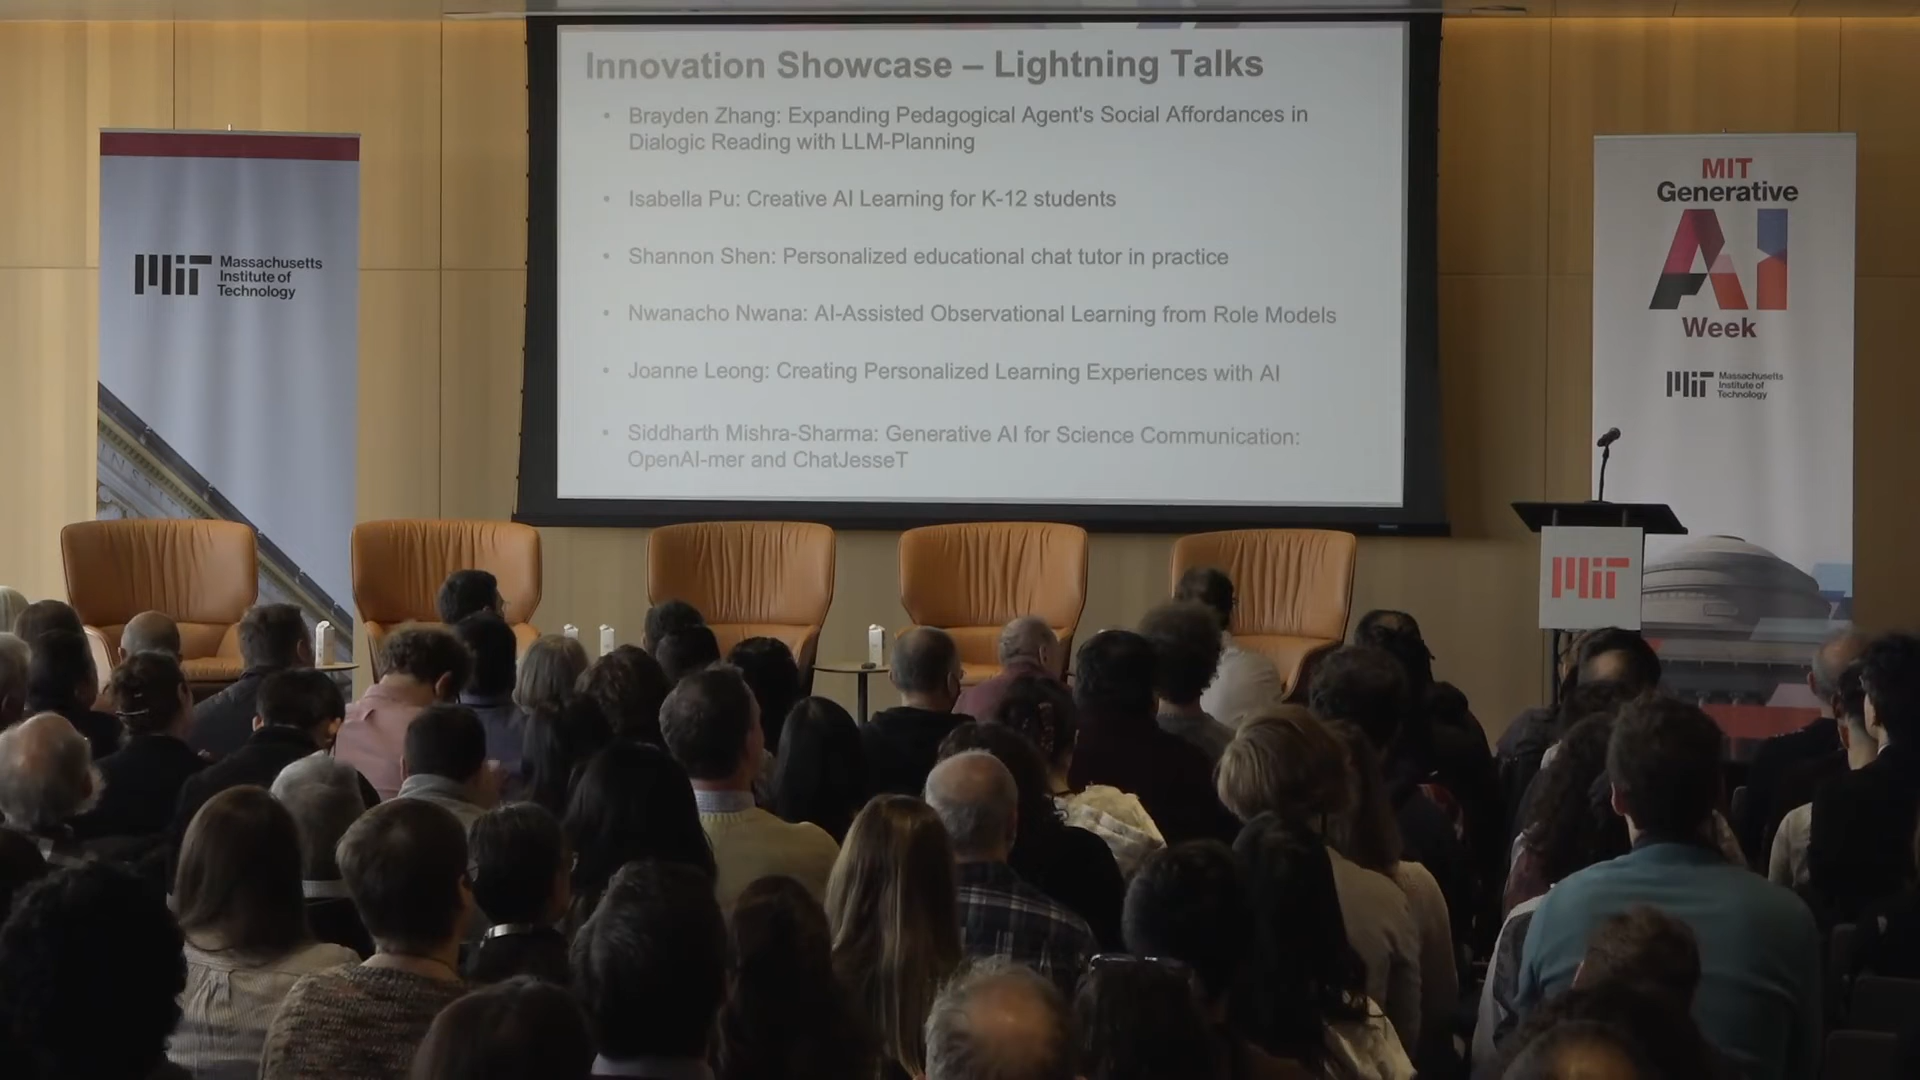 Innovation Showcase – Lightning Talks
• Brayden Zhang: Expanding Pedagogical Agent's Social Affordances in
Dialogic Reading with LLM-Planning
• Isabella Pu: Creative AI Learning for K-12 students
• Shannon Shen: Personalized educational chat tutor in practice
• Nwanacho Nwana: AI-Assisted Observational Learning from Role Models
• Joanne Leong: Creating Personalized Learning Experiences with AI
• Siddharth Mishra-Sharma: Generative AI for Science Communication:
OpenAI-mer and ChatJesseT
MIT
Massachusetts
Institute of
Technology
MIT
Generative
AI
Week
MIT
Massachusetts
Institute of
Technology
MIT